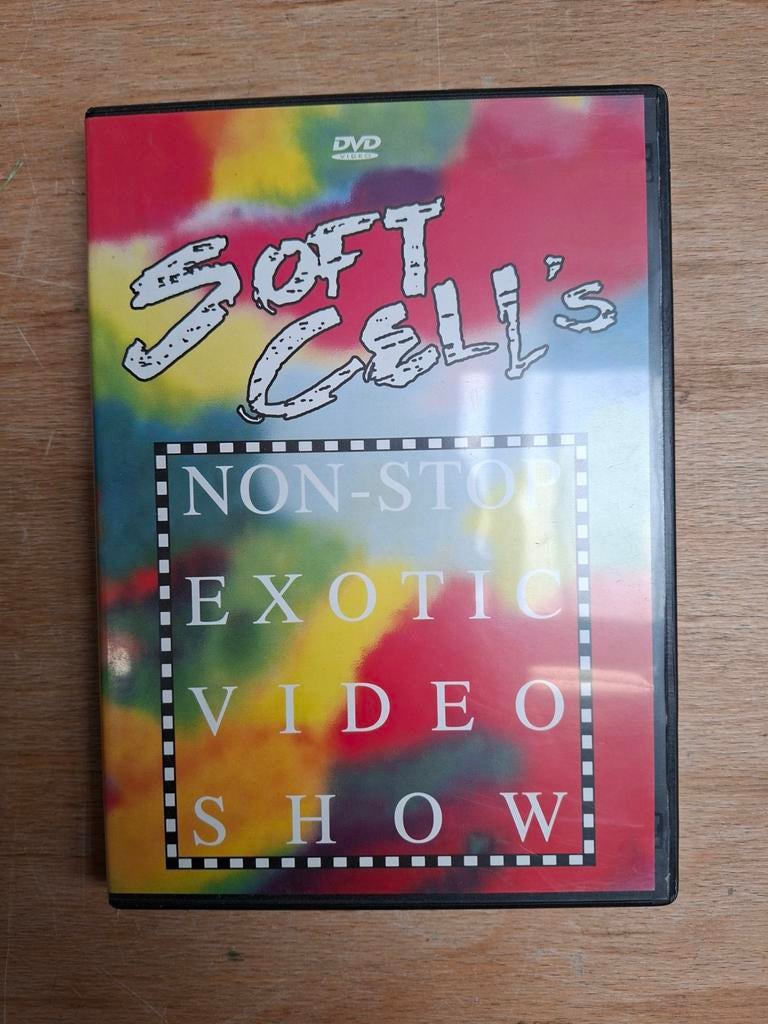 DVD
VIDEO
SOFT
CELL's
NON-STOP
EXOTIC
VIDEO
SHOW